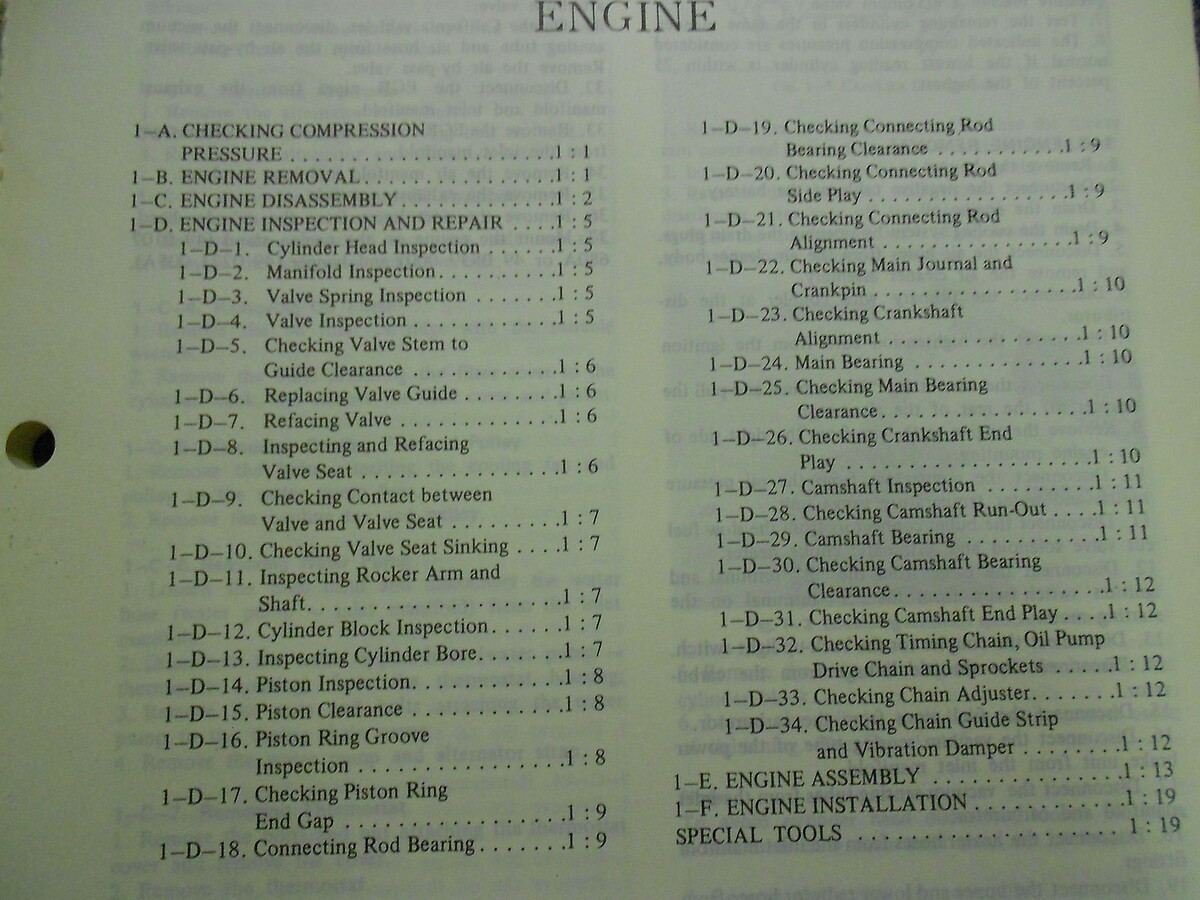 ENGINE
1–A. CHECKING COMPRESSION
PRESSURE . . . . . . . . . . . . . . . . . . . . . . .1 : 1
1–B. ENGINE REMOVAL. . . . . . . . . . . . . . . . .1 : 1
1–C. ENGINE DISASSEMBLY. . . . . . . . . . . . . .1 : 2
1–D. ENGINE INSPECTION AND REPAIR . . . .1 : 5
1–D–1. Cylinder Head Inspection . . . . . . .1 : 5
1–D–2. Manifold Inspection. . . . . . . . . . .1 : 5
1–D–3. Valve Spring Inspection . . . . . . . .1 : 5
1–D–4. Valve Inspection . . . . . . . . . . . . .1 : 5
1–D–5. Checking Valve Stem to
Guide Clearance . . . . . . . . . . . . .1 : 6
1–D–6. Replacing Valve Guide . . . . . . . .1 : 6
1–D–7. Refacing Valve . . . . . . . . . . . . . .1 : 6
1–D–8. Inspecting and Refacing
Valve Seat . . . . . . . . . . . . . . . . . .1 : 6
1–D–9. Checking Contact between
Valve and Valve Seat . . . . . . . . .1 : 7
1–D–10. Checking Valve Seat Sinking . . . .1 : 7
1–D–11. Inspecting Rocker Arm and
Shaft. . . . . . . . . . . . . . . . . . . . . .1 : 7
1–D–12. Cylinder Block Inspection. . . . . .1 : 7
1–D–13. Inspecting Cylinder Bore. . . . . . .1 : 7
1–D–14. Piston Inspection. . . . . . . . . . . . .1 : 8
1–D–15. Piston Clearance . . . . . . . . . . . . .1 : 8
1–D–16. Piston Ring Groove
Inspection . . . . . . . . . . . . . . . . . .1 : 8
1–D–17. Checking Piston Ring
End Gap . . . . . . . . . . . . . . . . . . .1 : 9
1–D–18. Connecting Rod Bearing. . . . . . .1 : 9
1–D–19. Checking Connecting Rod
Bearing Clearance . . . . . . . . . . .1 : 9
1–D–20. Checking Connecting Rod
Side Play . . . . . . . . . . . . . . . . . .1 : 9
1–D–21. Checking Connecting Rod
Alignment . . . . . . . . . . . . . . . . .1 : 9
1–D–22. Checking Main Journal and
Crankpin . . . . . . . . . . . . . . . . . .1 : 10
1–D–23. Checking Crankshaft
Alignment . . . . . . . . . . . . . . . . .1 : 10
1–D–24. Main Bearing . . . . . . . . . . . . . .1 : 10
1–D–25. Checking Main Bearing
Clearance. . . . . . . . . . . . . . . . . .1 : 10
1–D–26. Checking Crankshaft End
Play . . . . . . . . . . . . . . . . . . . . .1 : 10
1–D–27. Camshaft Inspection . . . . . . . . .1 : 11
1–D–28. Checking Camshaft Run-Out . . . .1 : 11
1–D–29. Camshaft Bearing . . . . . . . . . . .1 : 11
1–D–30. Checking Camshaft Bearing
Clearance. . . . . . . . . . . . . . . . . .1 : 12
1–D–31. Checking Camshaft End Play . . . .1 : 12
1–D–32. Checking Timing Chain, Oil Pump
Drive Chain and Sprockets . . . . .1 : 12
1–D–33. Checking Chain Adjuster. . . . . . .1 : 12
1–D–34. Checking Chain Guide Strip
and Vibration Damper . . . . . . . .1 : 12
1–E. ENGINE ASSEMBLY . . . . . . . . . . . . . . .1 : 13
1–F. ENGINE INSTALLATION . . . . . . . . . . . .1 : 19
SPECIAL TOOLS . . . . . . . . . . . . . . . . . . . . . 1 : 19